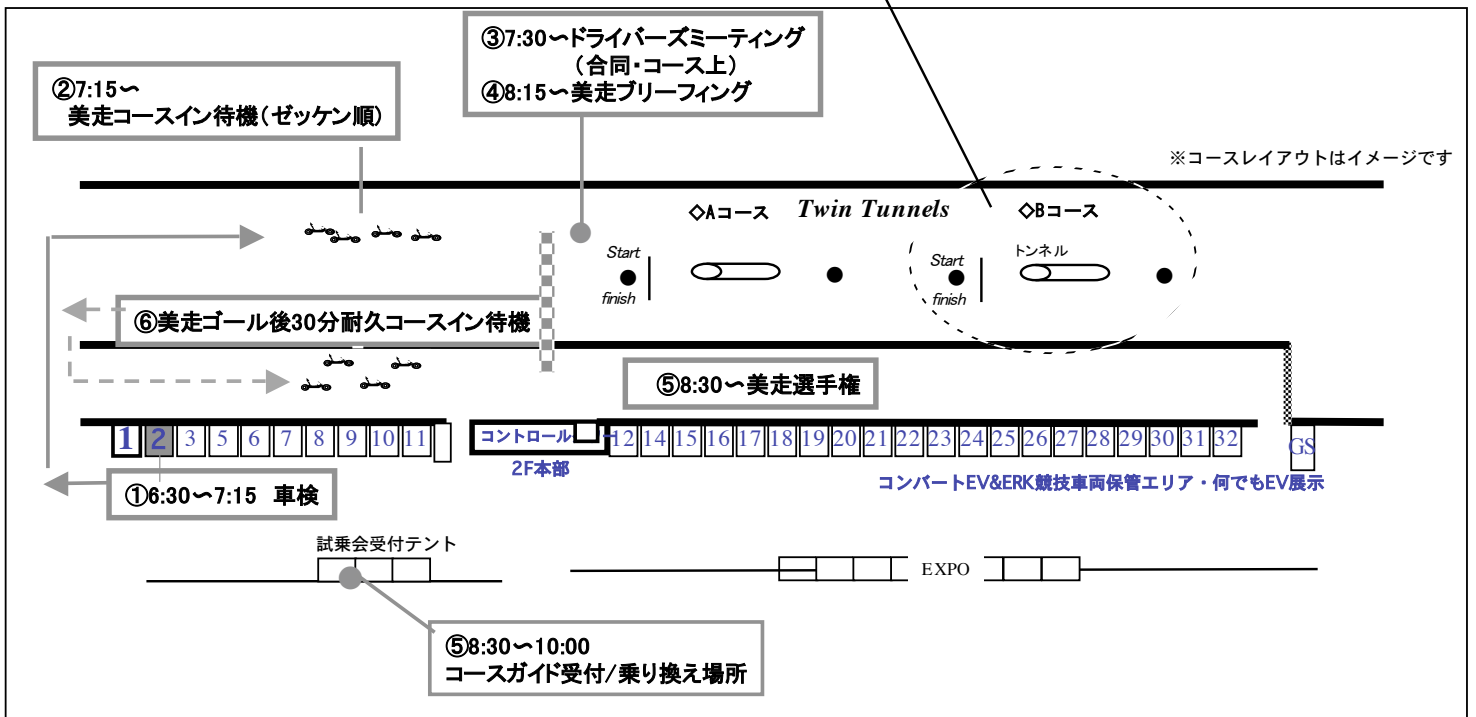 ③7:30〜ドライバーズミーティング
（合同・コース上）
④8:15〜美走ブリーフィング
②7:15〜
美走コースイン待機（ゼッケン順）
※コースレイアウトはイメージです
◇Aコース
Twin Tunnels
◇Bコース
Start
finish
Start
finish
トンネル
⑥美走ゴール後30分耐久コースイン待機
⑤8:30〜美走選手権
1 2 3 5 6 7 8 9 10 11
コントロール
12 14 15 16 17 18 19 20 21 22 23 24 25 26 27 28 29 30 31 32
GS
2F本部
コンバートEV&ERK競技車両保管エリア・何でもEV展示
①6:30〜7:15 車検
試乗会受付テント
EXPO
⑤8:30〜10:00
コースガイド受付/乗り換え場所